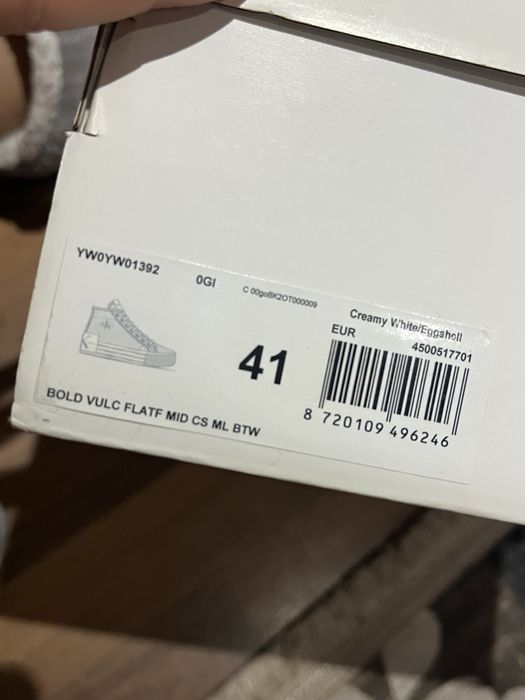 YW0YW01392 0GI C 00goBK2OT000009 Creamy White/Eggshell
EUR 4500517701
41
8 720109 496246
BOLD VULC FLATF MID CS ML BTW